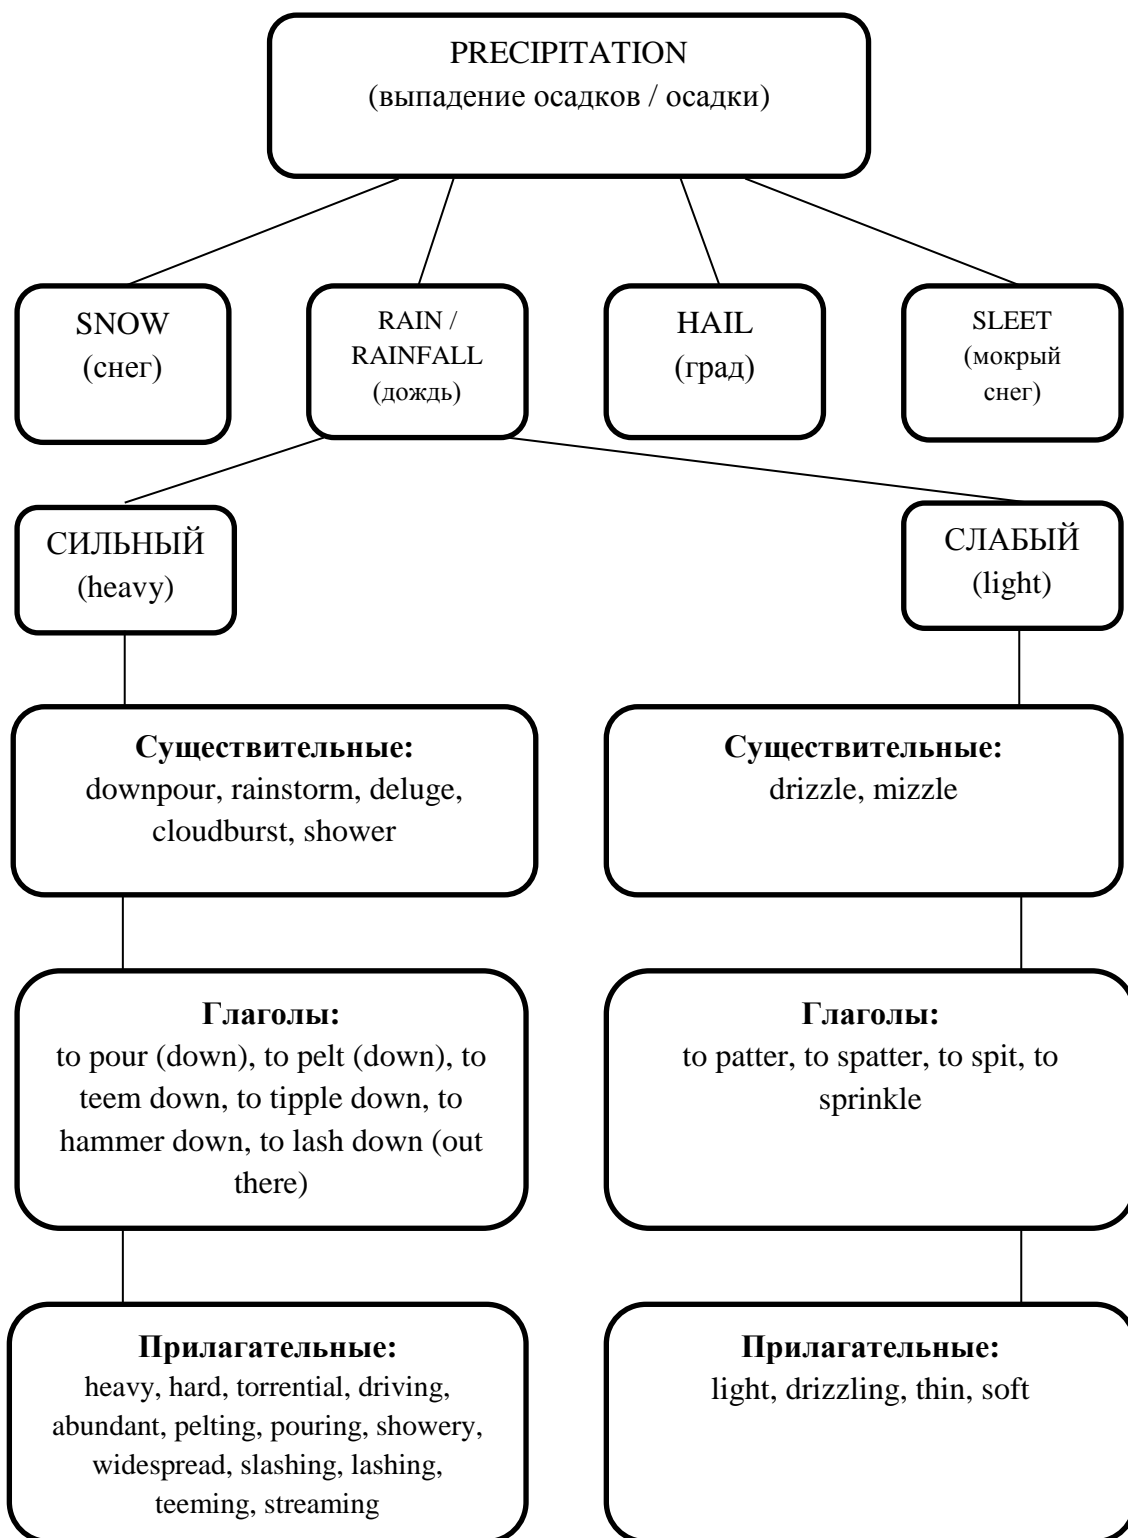 PRECIPITATION
(выпадение осадков / осадки)
SNOW
(снег)
RAIN /
RAINFALL
(дождь)
HAIL
(град)
SLEET
(мокрый
снег)
СИЛЬНЫЙ
(heavy)
СЛАБЫЙ
(light)
Существительные:
downpour, rainstorm, deluge,
cloudburst, shower
Существительные:
drizzle, mizzle
Глаголы:
to pour (down), to pelt (down), to
teem down, to tipple down, to
hammer down, to lash down (out
there)
Глаголы:
to patter, to spatter, to spit, to
sprinkle
Прилагательные:
heavy, hard, torrential, driving,
abundant, pelting, pouring, showery,
widespread, slashing, lashing,
teeming, streaming
Прилагательные:
light, drizzling, thin, soft